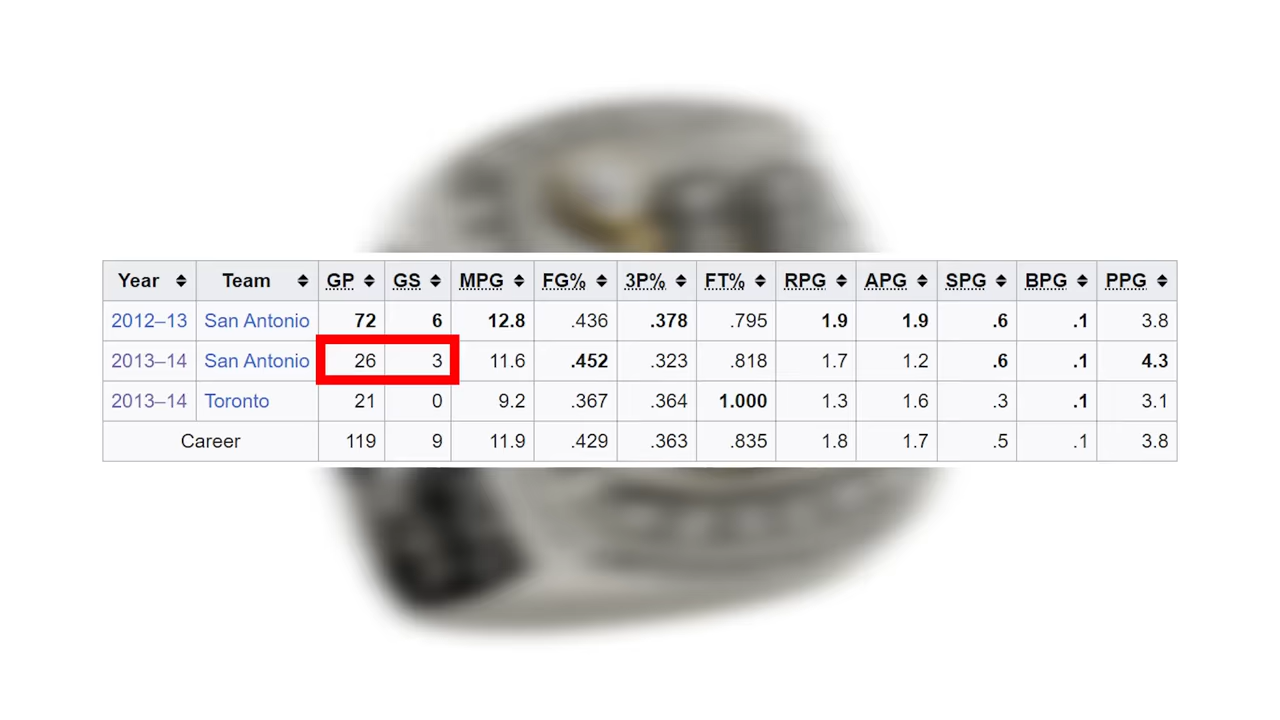 Year Team GP GS MPG FG% 3P% FT% RPG APG SPG BPG PPG
2012–13 San Antonio 72 6 12.8 .436 .378 .795 1.9 1.9 .6 .1 3.8
2013–14 San Antonio 26 3 11.6 .452 .323 .818 1.7 1.2 .6 .1 4.3
2013–14 Toronto 21 0 9.2 .367 .364 1.000 1.3 1.6 .3 .1 3.1
Career 119 9 11.9 .429 .363 .835 1.8 1.7 .5 .1 3.8